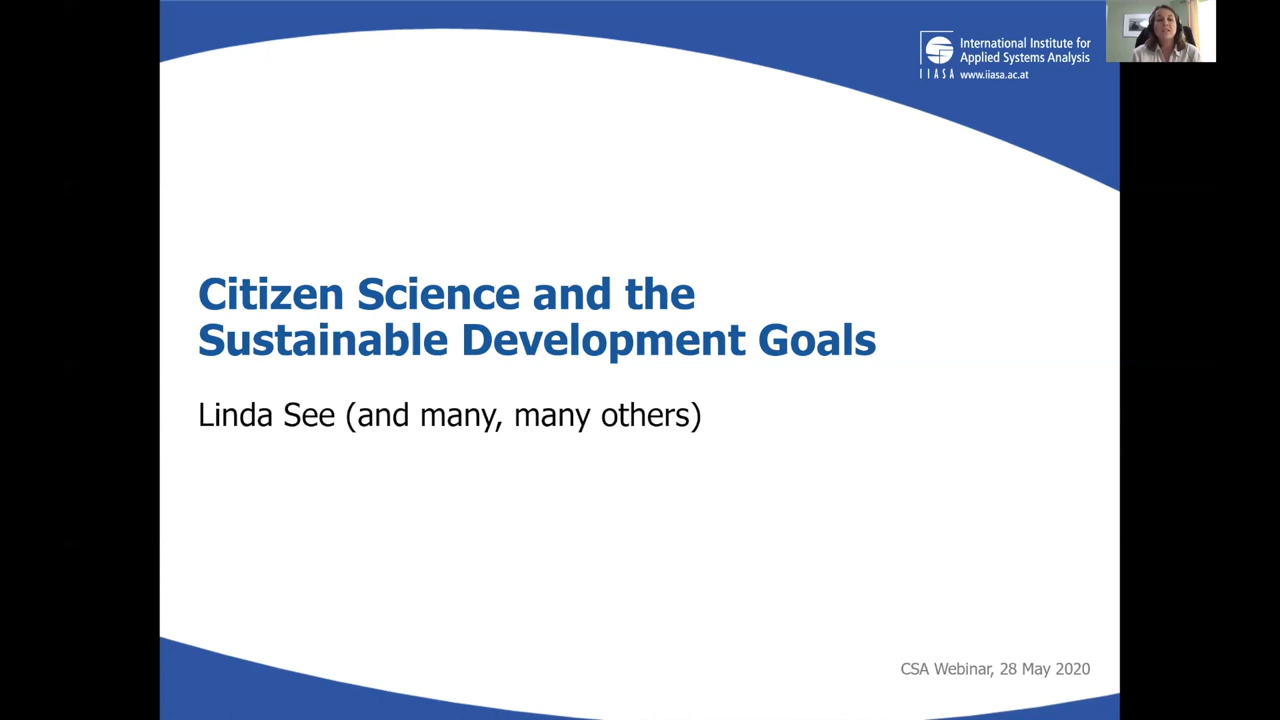 International Institute for
Applied Systems Analysis
IIASA www.iiasa.ac.at
Citizen Science and the
Sustainable Development Goals
Linda See (and many, many others)
CSA Webinar, 28 May 2020